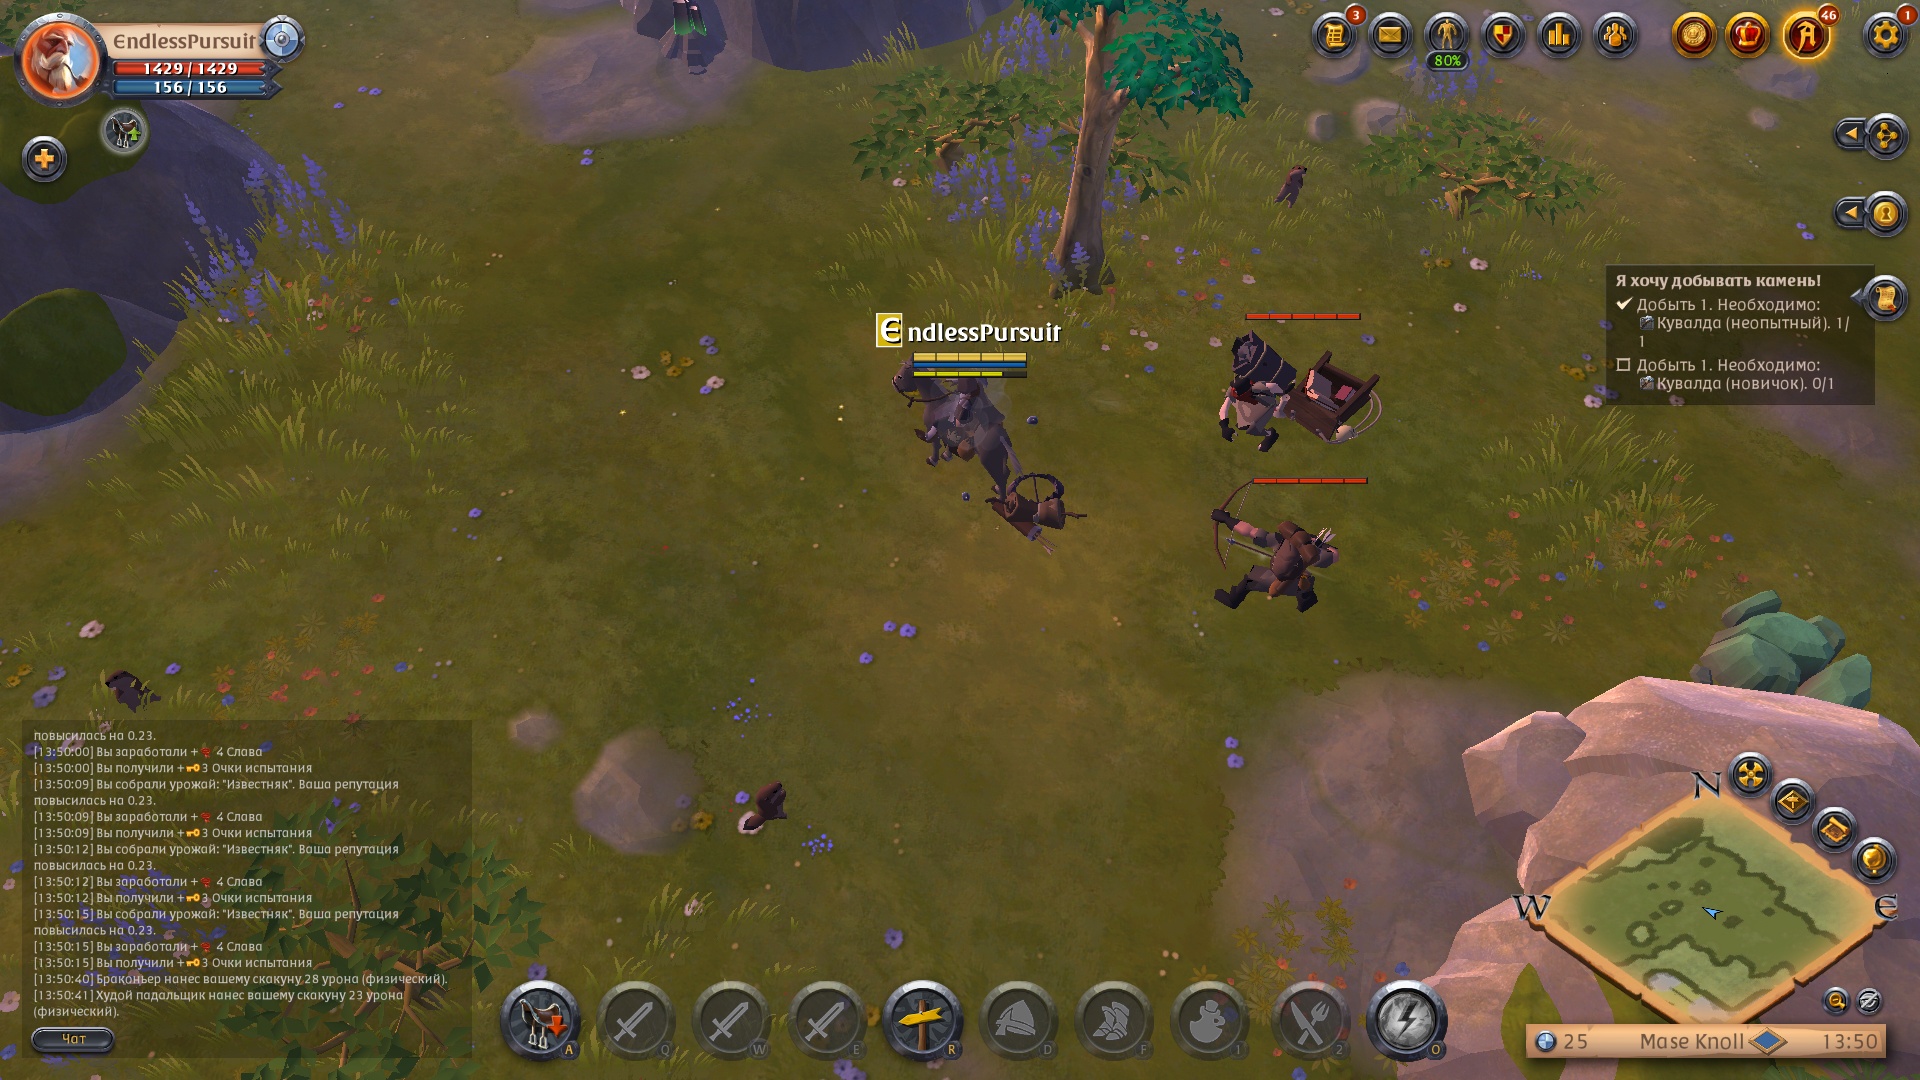 EndlessPursuit
1429 / 1429
156 / 156
3
80%
46
1
EndlessPursuit
Я хочу добывать камень!
Добыть 1. Необходимо:
Кувалда (неопытный). 1/
1
Добыть 1. Необходимо:
Кувалда (новичок). 0/1
повысилась на 0.23.
[13:50:00] Вы заработали + 4 Слава
[13:50:00] Вы получили + 3 Очки испытания
[13:50:09] Вы собрали урожай: "Известняк". Ваша репутация
повысилась на 0.23.
[13:50:09] Вы заработали + 4 Слава
[13:50:09] Вы получили + 3 Очки испытания
[13:50:12] Вы собрали урожай: "Известняк". Ваша репутация
повысилась на 0.23.
[13:50:12] Вы заработали + 4 Слава
[13:50:12] Вы получили + 3 Очки испытания
[13:50:15] Вы собрали урожай: "Известняк". Ваша репутация
повысилась на 0.23.
[13:50:15] Вы заработали + 4 Слава
[13:50:15] Вы получили + 3 Очки испытания
[13:50:40] Браконьер нанес вашему скакуну 28 урона (физический).
[13:50:41] Худой падальщик нанес вашему скакуну 23 урона
(физический).
Чат
A Q W E R D F 1 2 O
N
W
E
25 Mase Knoll 13:50